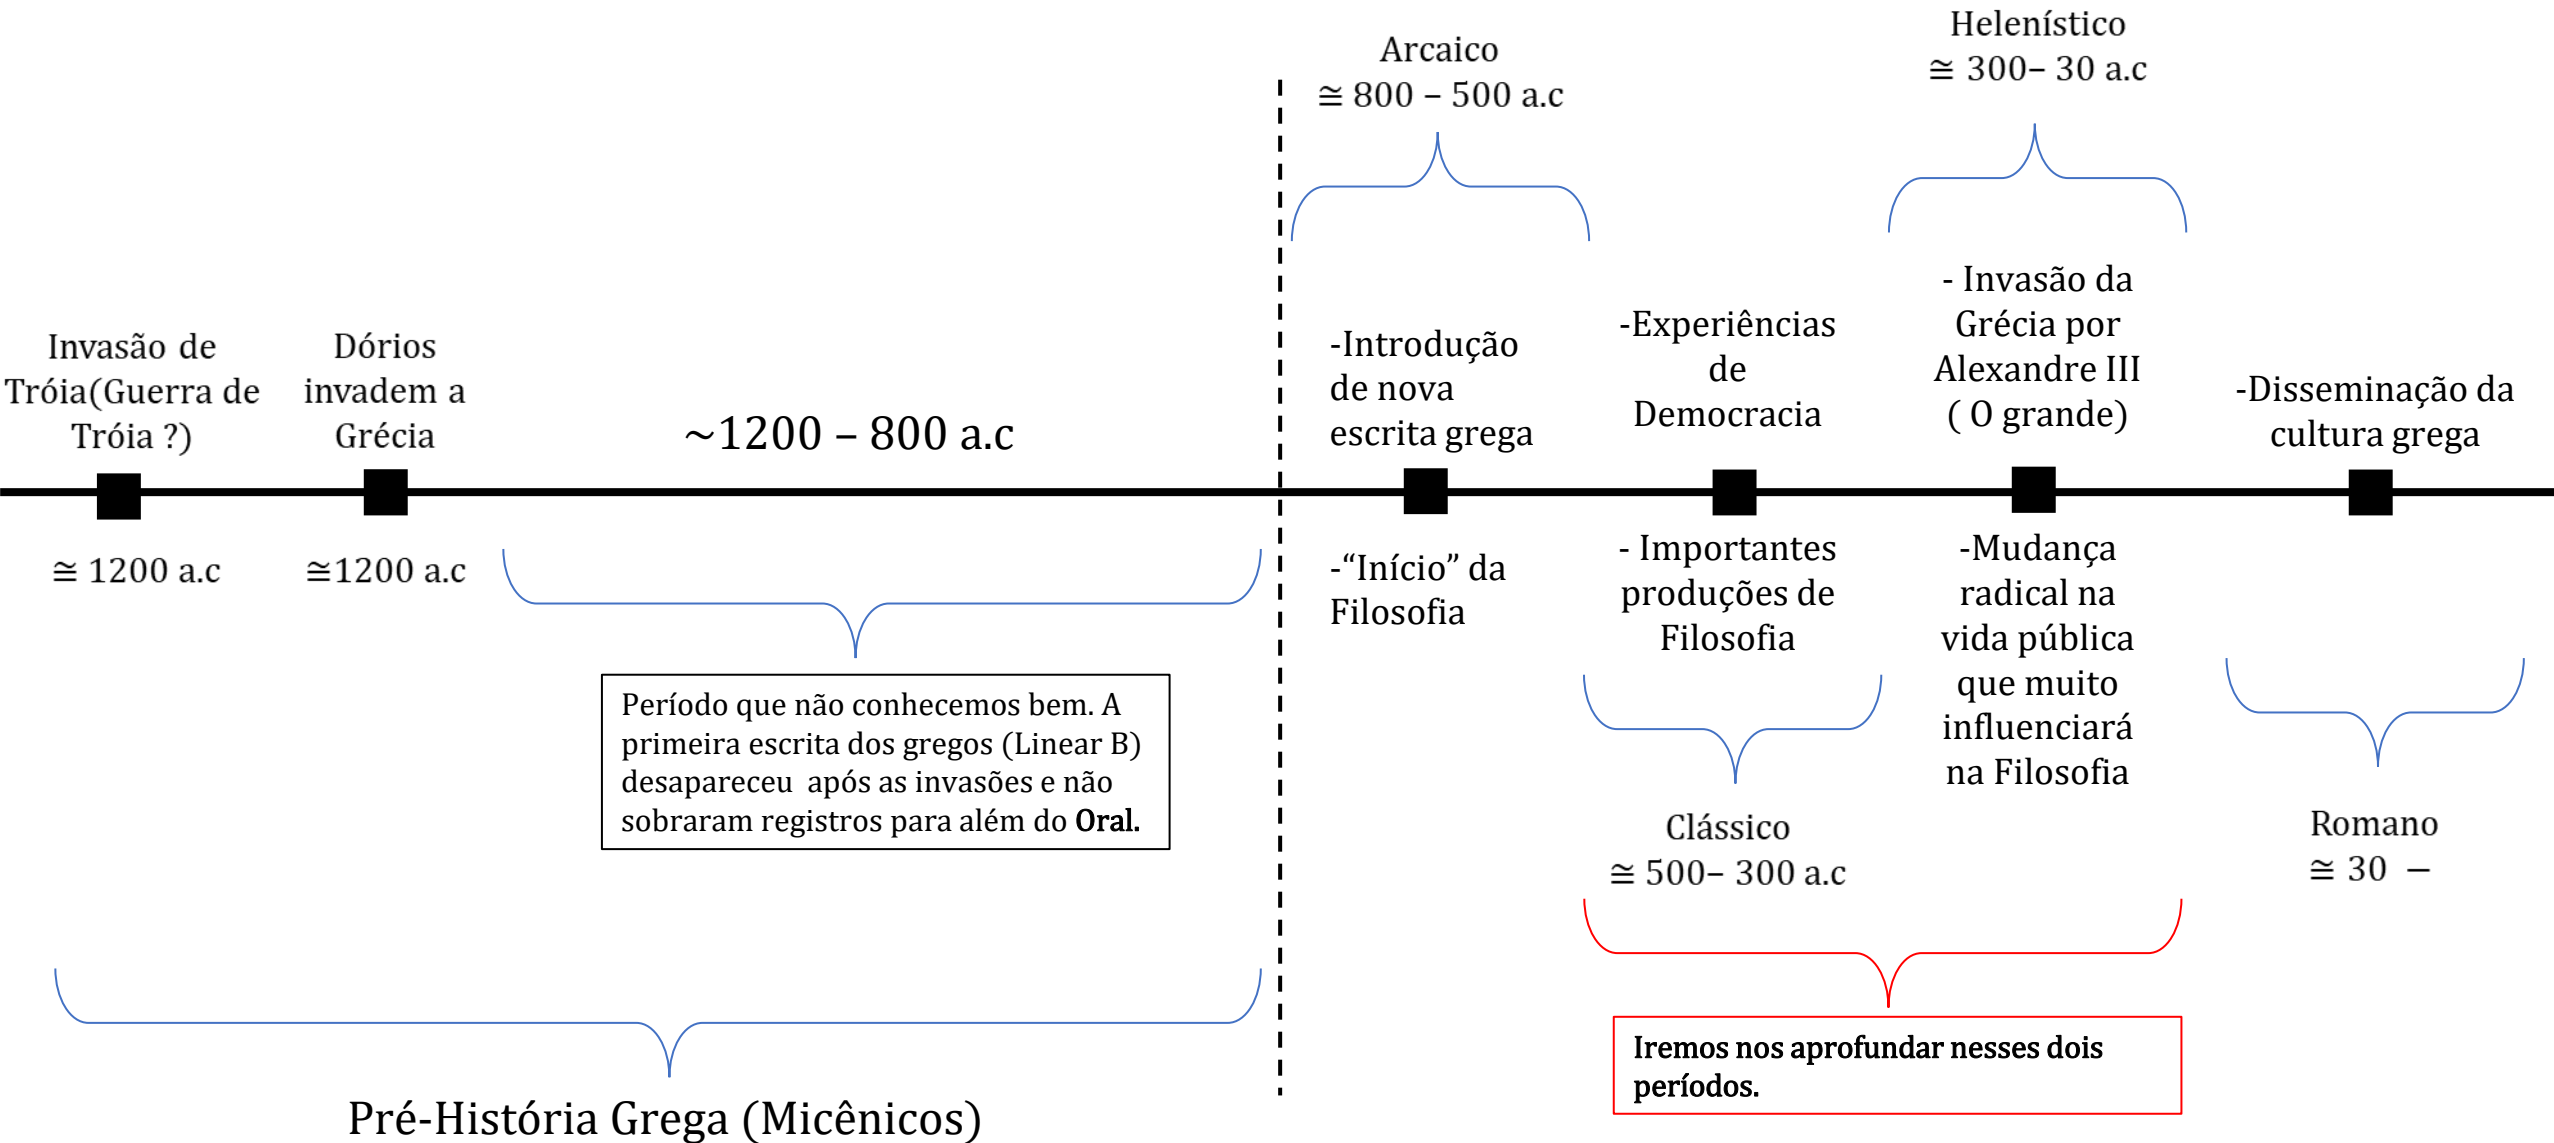 Invasão de
Tróia(Guerra de
Tróia ?)
≅ 1200 a.c
Dórios
invadem a
Grécia
≅1200 a.c
~1200 – 800 a.c
Período que não conhecemos bem. A
primeira escrita dos gregos (Linear B)
desapareceu após as invasões e não
sobraram registros para além do Oral.
Pré-História Grega (Micênicos)
Arcaico
≅ 800 – 500 a.c
-Introdução
de nova
escrita grega
-“Início” da
Filosofia
-Experiências
de
Democracia
- Importantes
produções de
Filosofia
Clássico
≅ 500– 300 a.c
Helenístico
≅ 300– 30 a.c
- Invasão da
Grécia por
Alexandre III
( O grande)
-Mudança
radical na
vida pública
que muito
influenciará
na Filosofia
Iremos nos aprofundar nesses dois
períodos.
-Disseminação da
cultura grega
Romano
≅ 30 –